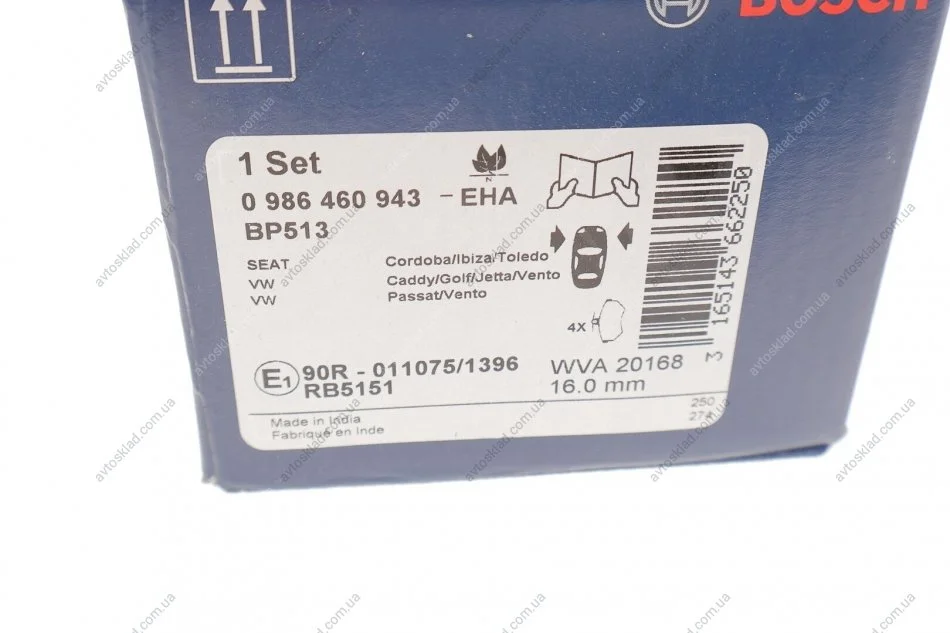 BOSCH
1 Set
0 986 460 943 - EHA
BP513
SEAT Cordoba/Ibiza/Toledo
VW Caddy/Golf/Jetta/Vento
VW Passat/Vento
4X
E1 90R - 011075/1396
RB5151
WVA 20168
16.0 mm
3 165143 662250
Made in India
Fabriqué en Inde
250
274
avtosklad.com.ua